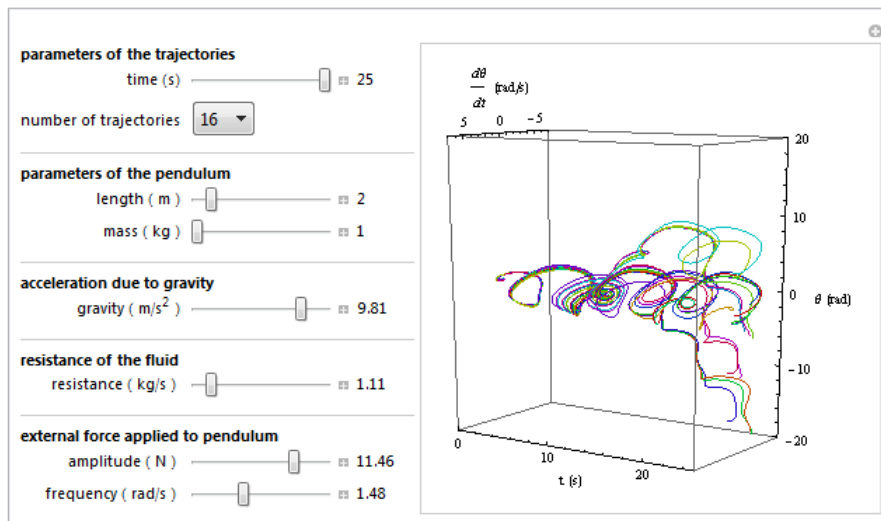 parameters of the trajectories
time (s) 25
number of trajectories 16
parameters of the pendulum
length ( m ) 2
mass ( kg ) 1
acceleration due to gravity
gravity ( m/s² ) 9.81
resistance of the fluid
resistance ( kg/s ) 1.11
external force applied to pendulum
amplitude ( N ) 11.46
frequency ( rad/s ) 1.48
dθ
dt
(rad/s)
5 0 -5
20
10
0
-10
-20
θ (rad)
0
10
20
t (s)